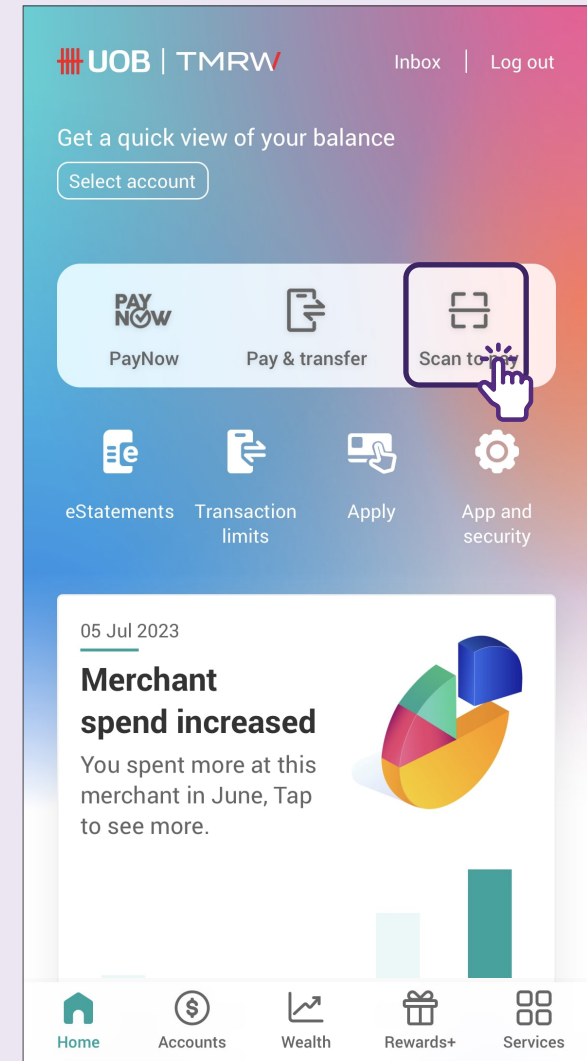 UOB | TMRW
Inbox | Log out
Get a quick view of your balance
Select account
PAY
NOW
PayNow
Pay & transfer
Scan to pay
eStatements
Transaction
limits
Apply
App and
security
05 Jul 2023
Merchant
spend increased
You spent more at this
merchant in June, Tap
to see more.
Home
Accounts
Wealth
Rewards+
Services